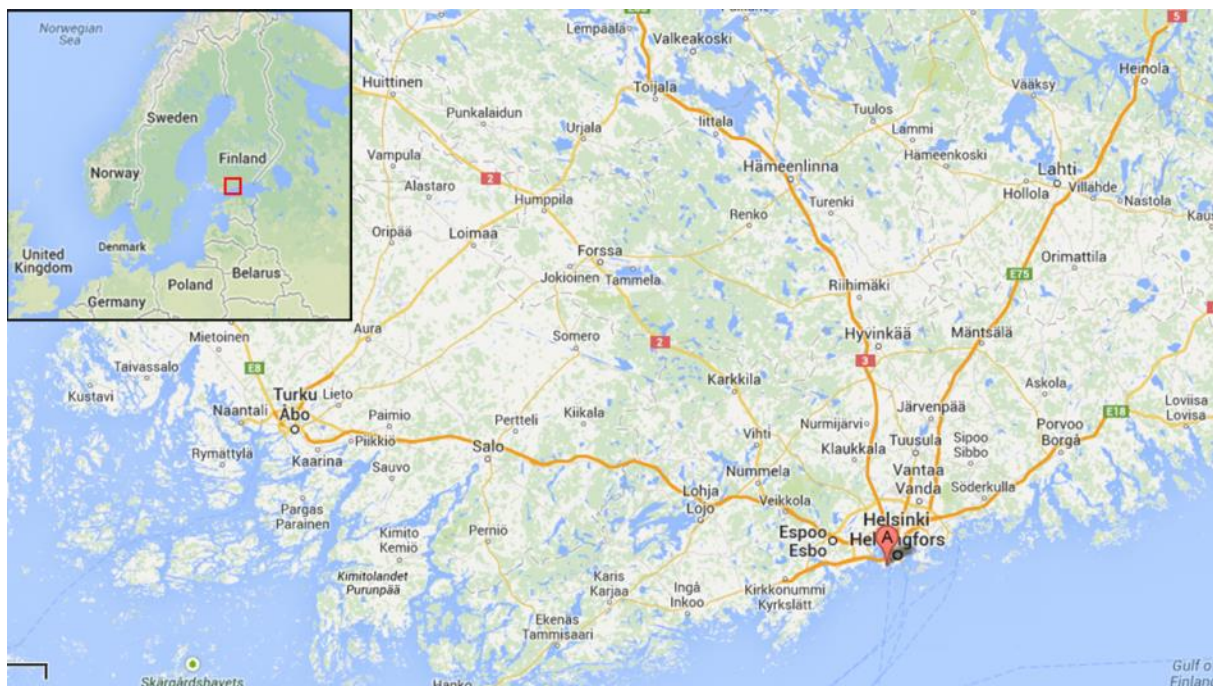 Norwegian
Sea
Sweden
Finland
Norway
Denmark
United
Kingdom
Poland
Belarus
Germany
Lempäälä
Valkeakoski
5
Huittinen
Toijala
Heinola
Vääksy
Punkalaidun
Iittala
Tuulos
Urjala
Lammi
Vampula
Hämeenlinna
Hämeenkoski
Lahti
2
Alastaro
Hollola
Villähde
Humppila
Turenki
Nastola
Renko
Oripää
Loimaa
Forssa
E75
Orimattila
Jokioinen
Tammela
Riihimäki
Mietoinen
Aura
Somero
2
Hyvinkää
Mäntsälä
3
Taivassalo
E8
Kustavi
Turku
Åbo
Lieto
Karkkila
Askola
Loviisa
Lovisa
E18
Naantali
Paimio
Pertteli
Kiikala
Nurmijärvi
Järvenpää
Porvoo
Borgå
Piikkiö
Vihti
Tuusula
Sipoo
Sibbo
Rymättylä
Kaarina
Salo
Klaukkala
Sauvo
Nummela
Vantaa
Vanda
Söderkulla
Pargas
Parainen
Lohja
Lojo
Veikkola
Kimito
Kemiö
Perniö
Espoo
Esbo
Helsinki
A
Kimitolandet
Purunpää
Karis
Karjaa
Ingå
Inkoo
Kirkkonummi
Kyrkslätt
Ekenäs
Tammisaari
Gulf o
Finland
Skärgårdshavets
Hanko